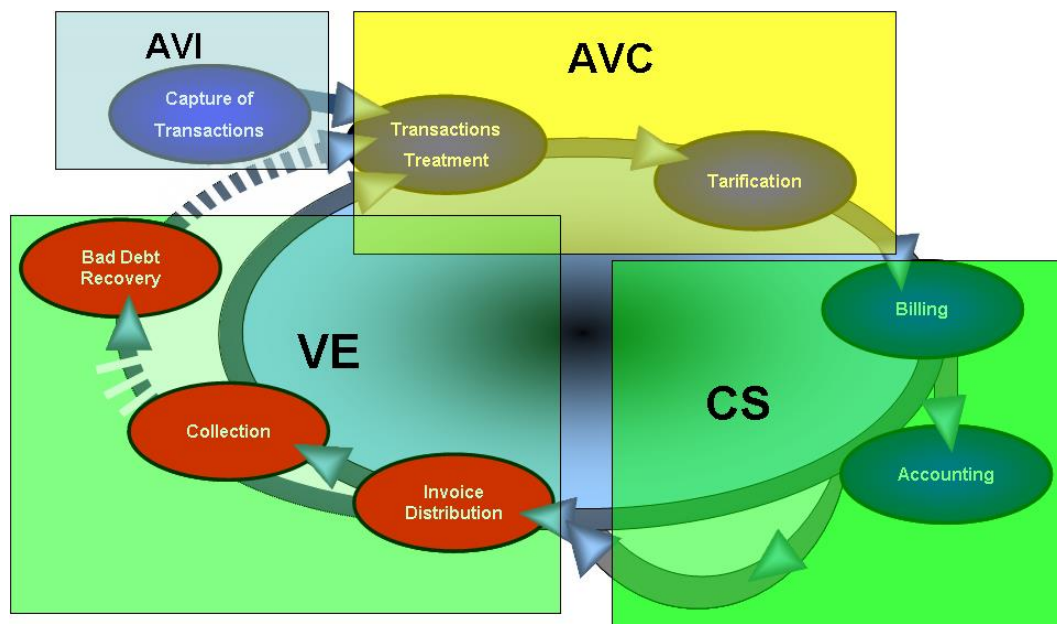 AVI
Capture of
Transactions
AVC
Transactions
Treatment
Tarification
Bad Debt
Recovery
Billing
VE
CS
Collection
Accounting
Invoice
Distribution